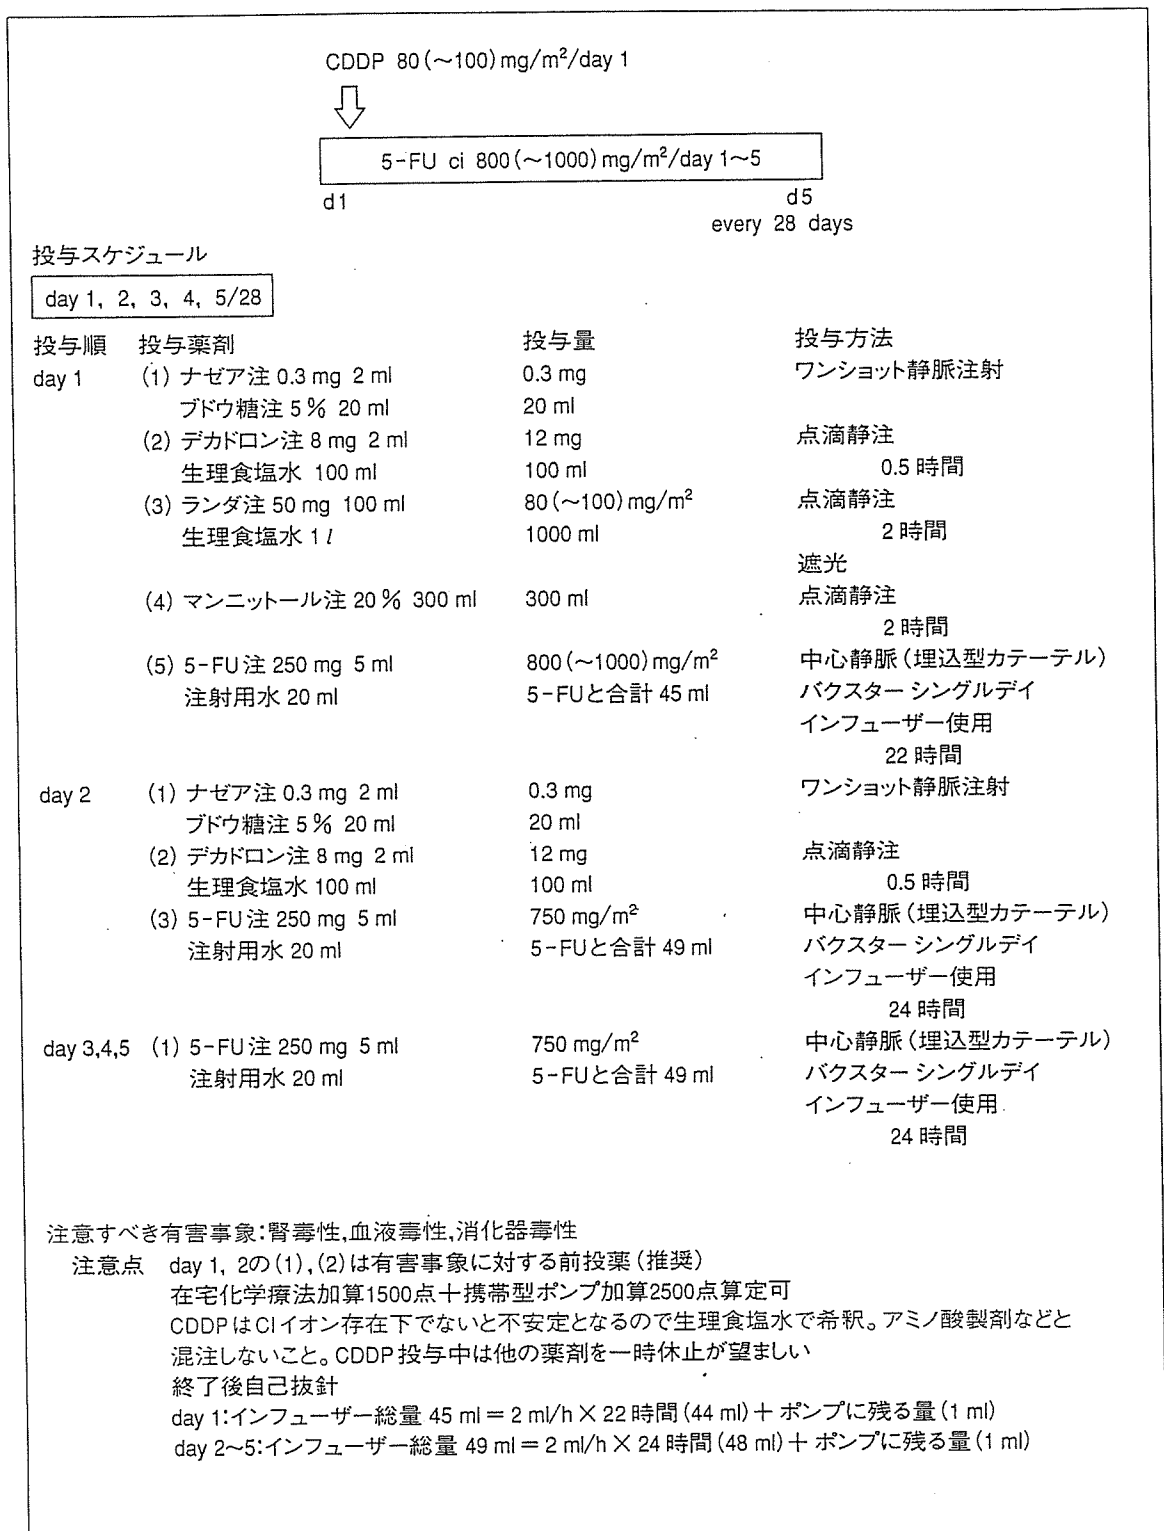 CDDP 80(～100)mg/m²/day 1
5-FU ci 800(～1000)mg/m²/day 1～5
d1 d5
every 28 days
投与スケジュール
day 1, 2, 3, 4, 5/28
投与順 投与薬剤 投与量 投与方法
day 1 (1) ナゼア注 0.3 mg 2 ml 0.3 mg ワンショット静脈注射
ブドウ糖注 5% 20 ml 20 ml
(2) デカドロン注 8 mg 2 ml 12 mg 点滴静注
生理食塩水 100 ml 100 ml 0.5 時間
(3) ランダ注 50 mg 100 ml 80(～100)mg/m² 点滴静注
生理食塩水 1 l 1000 ml 2 時間
遮光
(4) マンニットール注 20% 300 ml 300 ml 点滴静注
2 時間
(5) 5-FU注 250 mg 5 ml 800(～1000)mg/m² 中心静脈(埋込型カテーテル)
注射用水 20 ml 5-FUと合計 45 ml バクスター シングルデイ
インフューザー使用
22 時間
day 2 (1) ナゼア注 0.3 mg 2 ml 0.3 mg ワンショット静脈注射
ブドウ糖注 5% 20 ml 20 ml
(2) デカドロン注 8 mg 2 ml 12 mg 点滴静注
生理食塩水 100 ml 100 ml 0.5 時間
(3) 5-FU注 250 mg 5 ml 750 mg/m² 中心静脈(埋込型カテーテル)
注射用水 20 ml 5-FUと合計 49 ml バクスター シングルデイ
インフューザー使用
24 時間
day 3,4,5 (1) 5-FU注 250 mg 5 ml 750 mg/m² 中心静脈(埋込型カテーテル)
注射用水 20 ml 5-FUと合計 49 ml バクスター シングルデイ
インフューザー使用
24 時間
注意すべき有害事象:腎毒性,血液毒性,消化器毒性
注意点 day 1, 2の(1),(2)は有害事象に対する前投薬(推奨)
在宅化学療法加算1500点＋携帯型ポンプ加算2500点算定可
CDDPはClイオン存在下でないと不安定となるので生理食塩水で希釈。アミノ酸製剤などと
混注しないこと。CDDP投与中は他の薬剤を一時休止が望ましい
終了後自己抜針
day 1:インフューザー総量 45 ml = 2 ml/h × 22 時間(44 ml) + ポンプに残る量(1 ml)
day 2～5:インフューザー総量 49 ml = 2 ml/h × 24 時間(48 ml) + ポンプに残る量(1 ml)